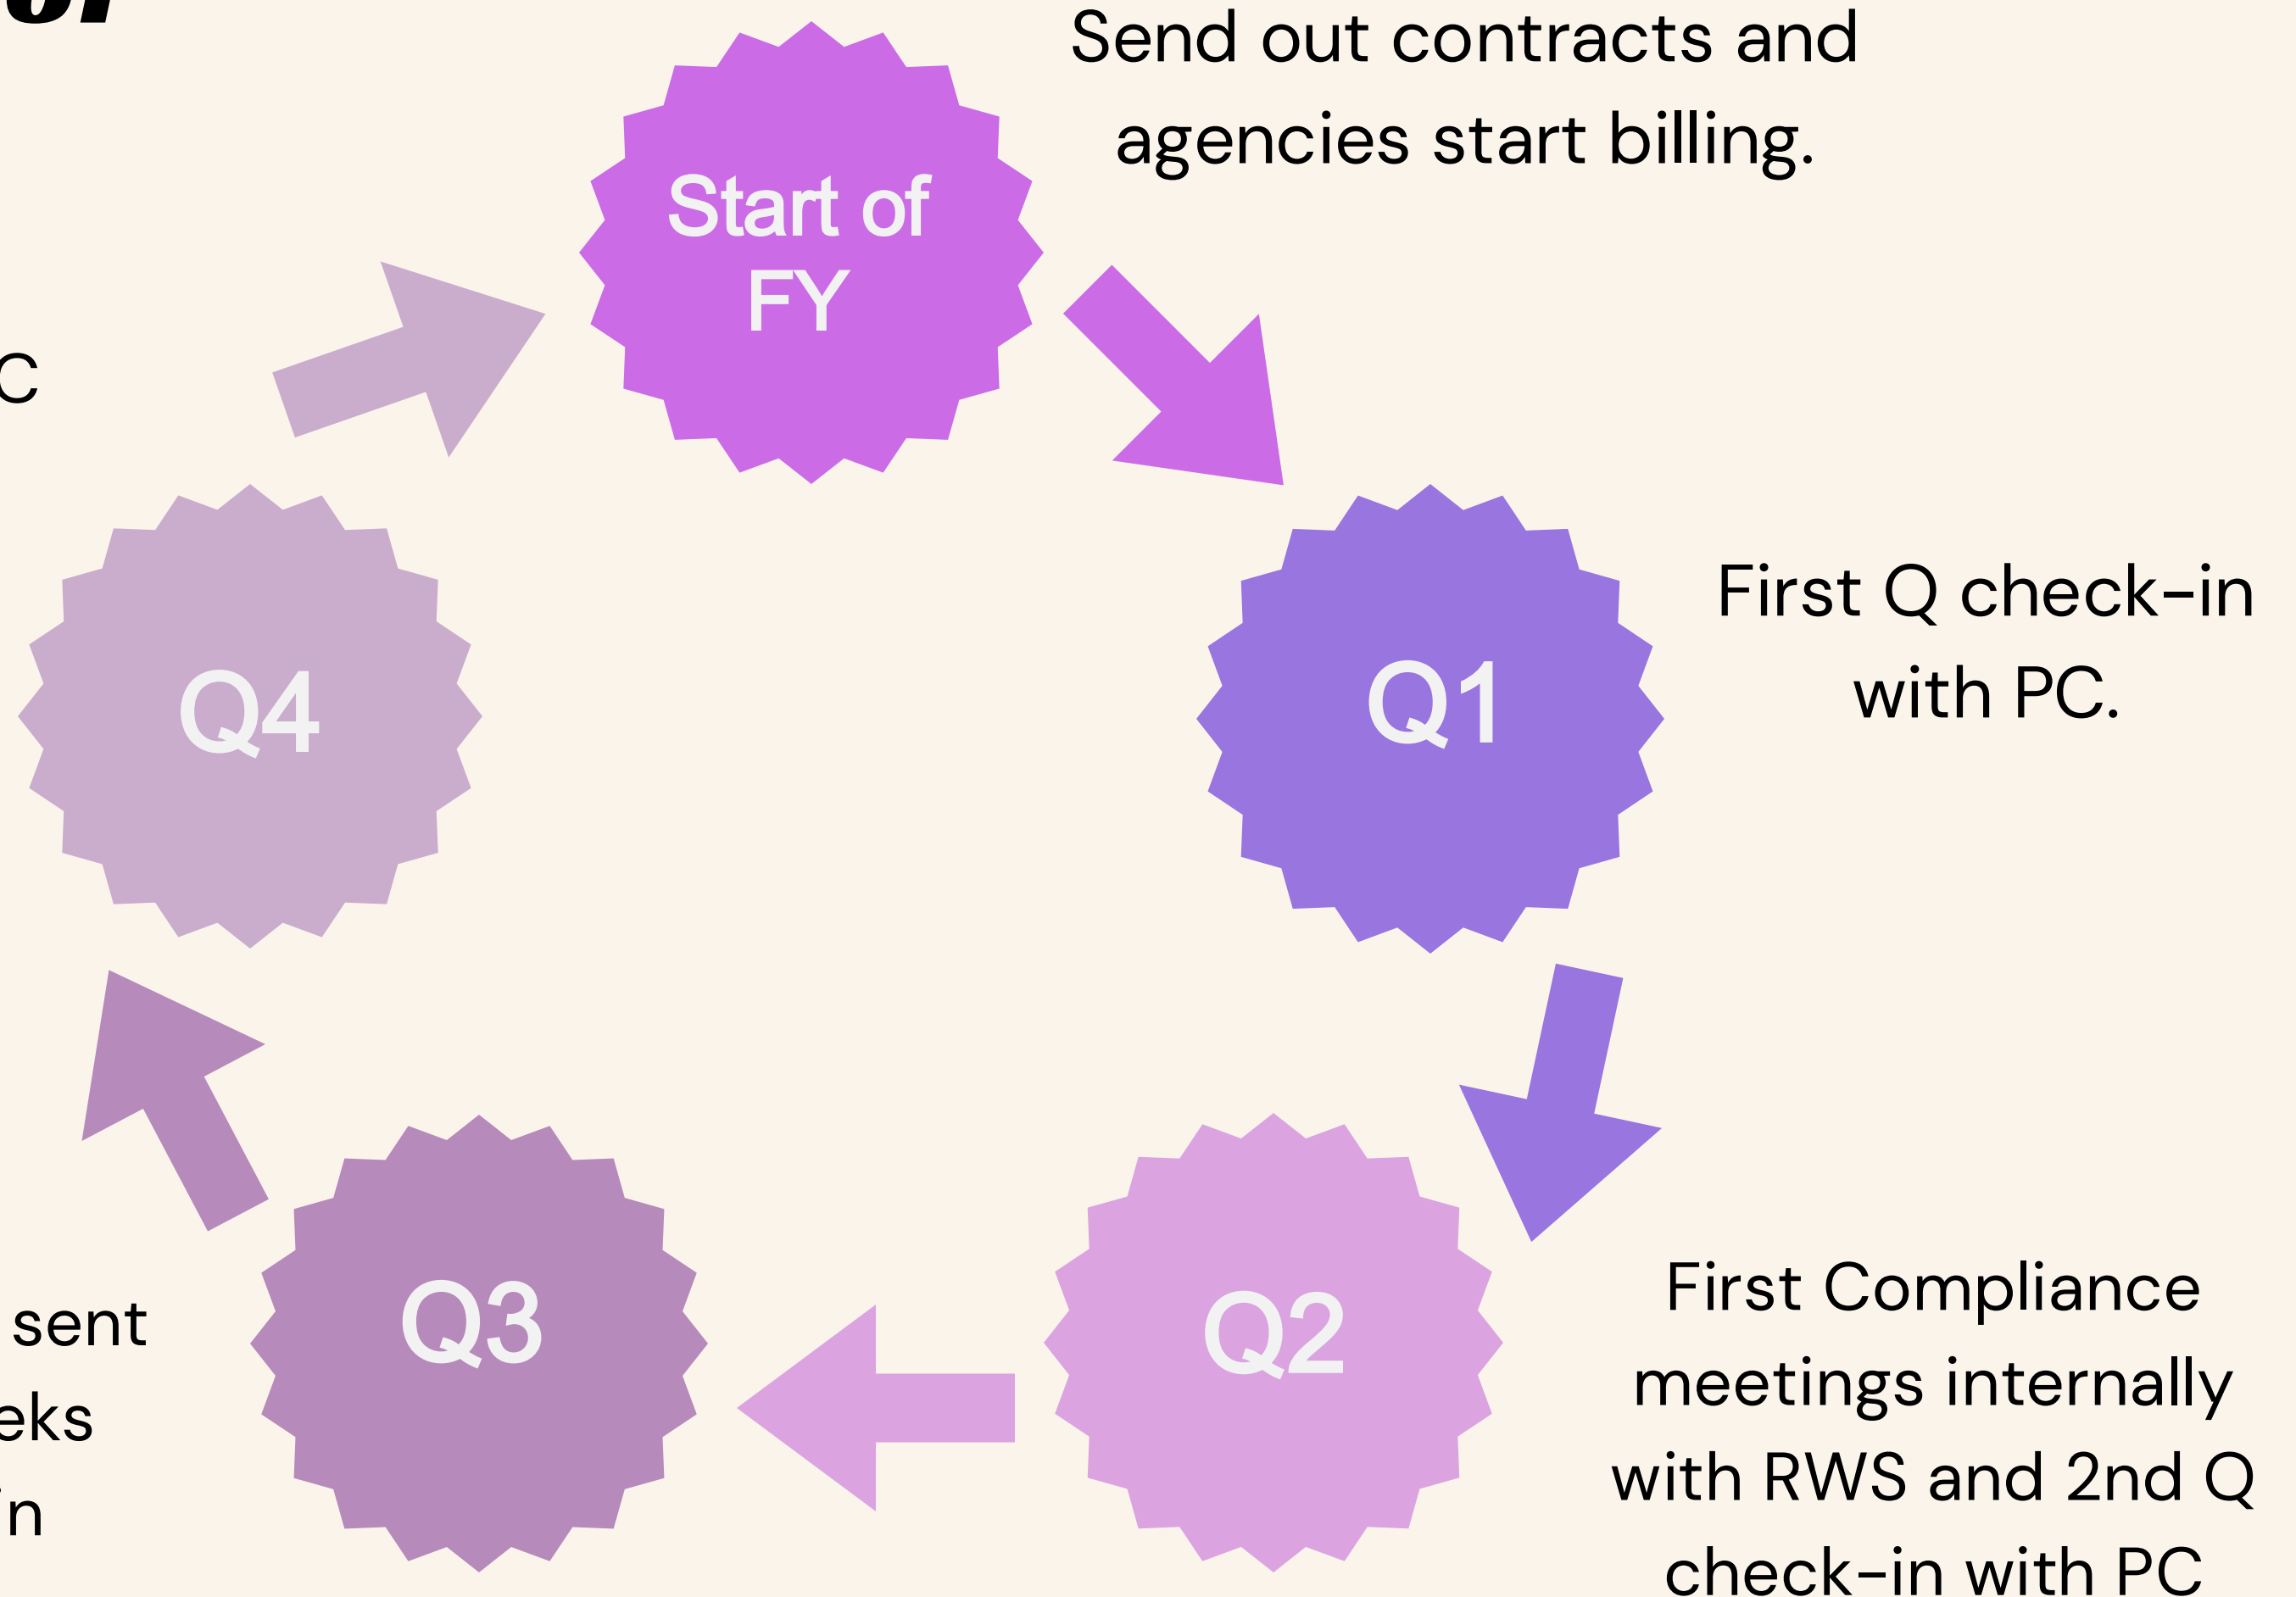 Send out contracts and
agencies start billing.
Start of
FY
C
Q4
Q1
First Q check-in
with PC.
First Compliance
meetings internally
with RWS and 2nd Q
check-in with PC
Q2
Q3
sent
in